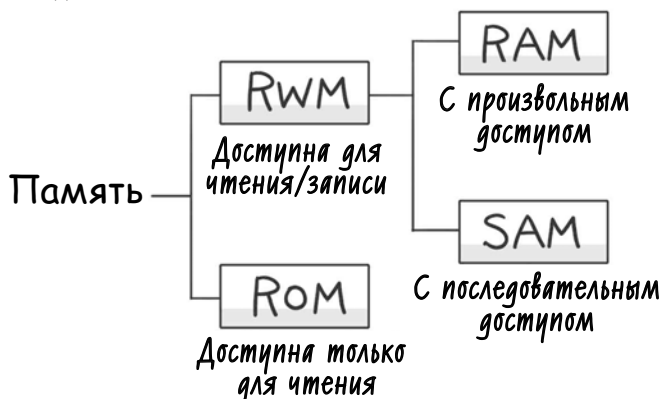 Память
RWM
Доступна для
чтения/записи
ROM
Доступна только
для чтения
RAM
С произвольным
доступом
SAM
С последовательным
доступом